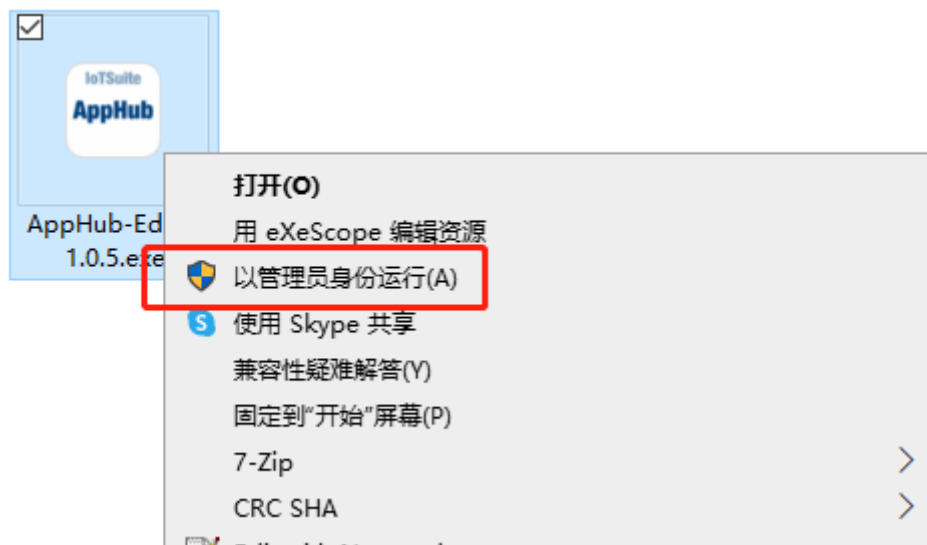 IoTSuite
AppHub
AppHub-Ed
1.0.5.exe
打开(O)
用 eXeScope 编辑资源
以管理员身份运行(A)
使用 Skype 共享
兼容性疑难解答(Y)
固定到"开始"屏幕(P)
7-Zip
CRC SHA